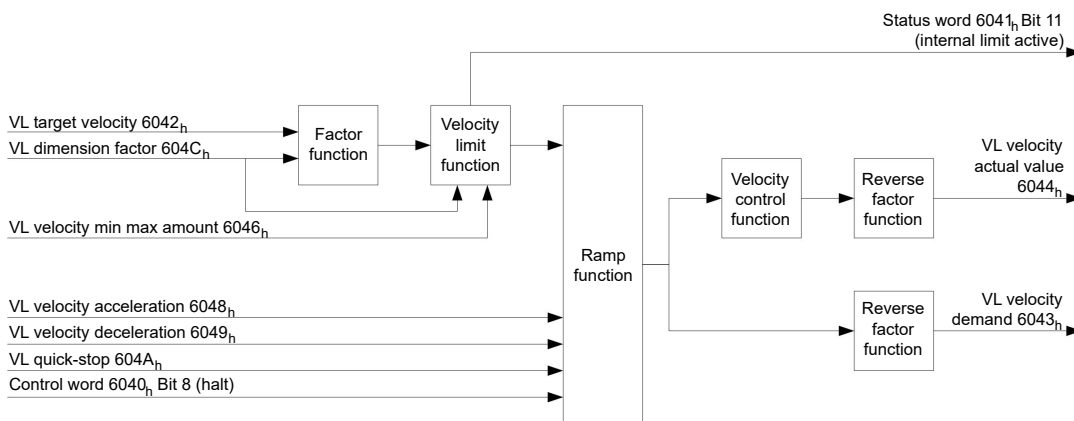 Status word 6041h Bit 11
(internal limit active)
VL target velocity 6042h
VL dimension factor 604Ch
Factor
function
Velocity
limit
function
VL velocity min max amount 6046h
Ramp
function
Velocity
control
function
Reverse
factor
function
VL velocity
actual value
6044h
VL velocity acceleration 6048h
VL velocity deceleration 6049h
VL quick-stop 604Ah
Control word 6040h Bit 8 (halt)
Reverse
factor
function
VL velocity
demand 6043h